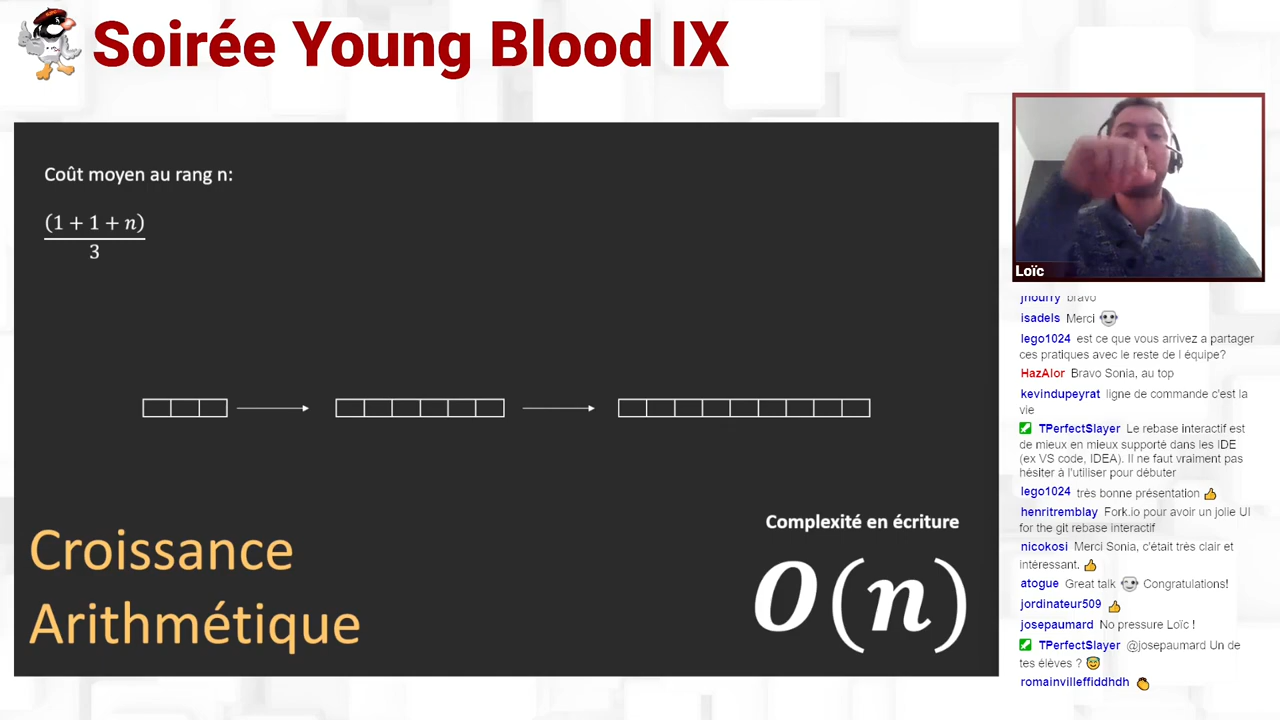 Soirée Young Blood IX
Coût moyen au rang n:
(1 + 1 + n)
3
Croissance
Arithmétique
Complexité en écriture
O(n)
Loïc
jhourry bravo
isadels Merci
lego1024 est ce que vous arrivez a partager
ces pratiques avec le reste de l équipe?
HazAlor Bravo Sonia, au top
kevindupeyrat ligne de commande c'est la
vie
TPerfectSlayer Le rebase interactif est
de mieux en mieux supporté dans les IDE
(ex VS code, IDEA). Il ne faut vraiment pas
hésiter à l'utiliser pour débuter
lego1024 très bonne présentation 👍
henritremblay Fork.io pour avoir un jolie UI
for the git rebase interactif
nicokosi Merci Sonia, c'était très clair et
intéressant. 👍
atogue Great talk Congratulations!
jordinateur509 👍
josepaumard No pressure Loïc !
TPerfectSlayer @josepaumard Un de
tes élèves ? 😇
romainvilleffiddhdh 👏